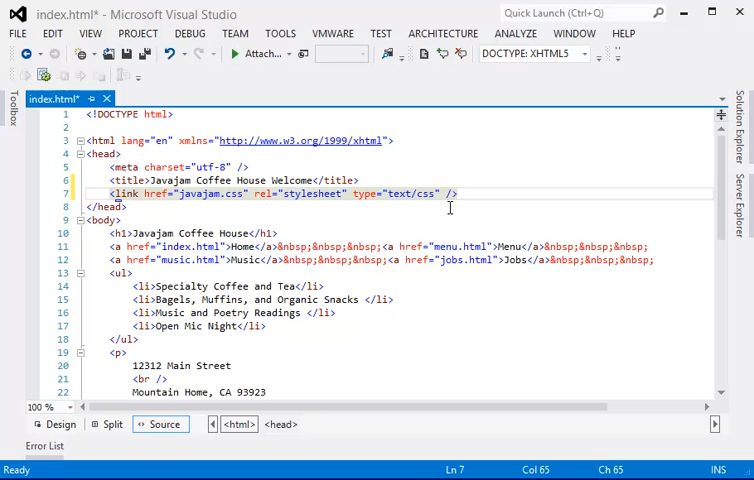 index.html* - Microsoft Visual Studio
Quick Launch (Ctrl+Q)
FILE EDIT VIEW PROJECT DEBUG TEAM TOOLS VMWARE TEST ARCHITECTURE ANALYZE WINDOW HELP
Attach... DOCTYPE: XHTML5
index.html*
Toolbox
Solution Explorer
Server Explorer
1 <!DOCTYPE html>
2
3 <html lang="en" xmlns="http://www.w3.org/1999/xhtml">
4 <head>
5 <meta charset="utf-8" />
6 <title>Javajam Coffee House Welcome</title>
7 <link href="javajam.css" rel="stylesheet" type="text/css" />
8 </head>
9 <body>
10 <h1>Javajam Coffee House</h1>
11 <a href="index.html">Home</a>&nbsp;&nbsp;&nbsp;<a href="menu.html">Menu</a>&nbsp;&nbsp;&nbsp;
12 <a href="music.html">Music</a>&nbsp;&nbsp;&nbsp;<a href="jobs.html">Jobs</a>&nbsp;&nbsp;&nbsp;
13 <ul>
14 <li>Specialty Coffee and Tea</li>
15 <li>Bagels, Muffins, and Organic Snacks </li>
16 <li>Music and Poetry Readings </li>
17 <li>Open Mic Night</li>
18 </ul>
19 <p>
20 12312 Main Street
21 <br />
22 Mountain Home, CA 93923
100 %
Design Split Source <html> <head>
Error List
Ready Ln 7 Col 65 Ch 65 INS